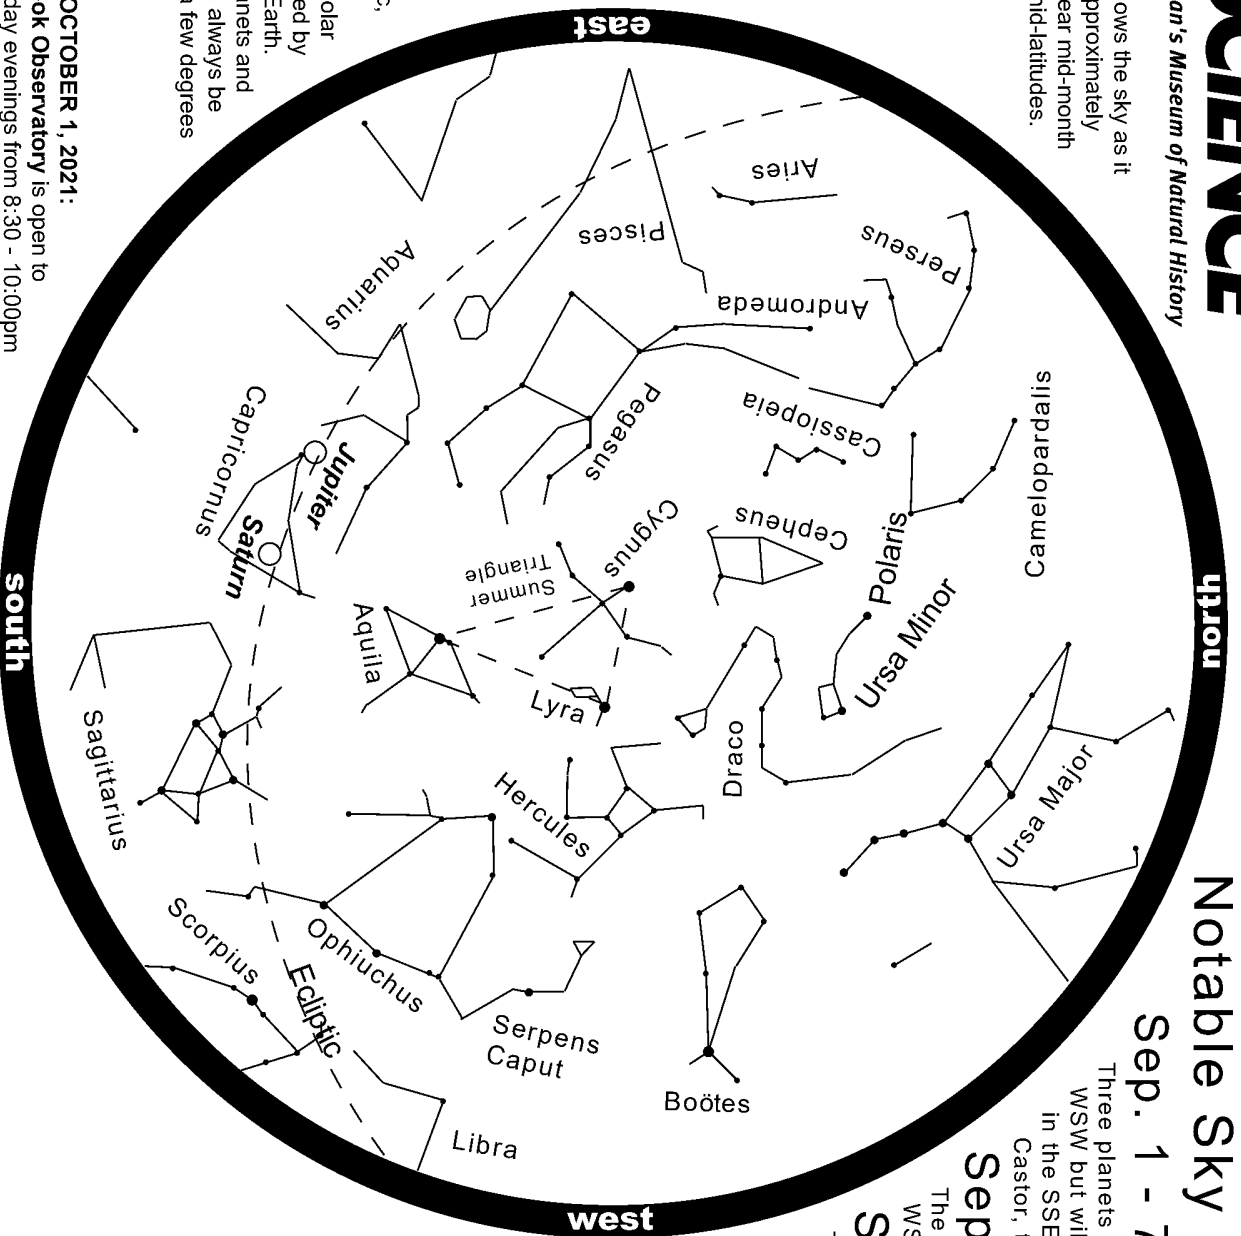 SCIENCE
an's Museum of Natural History
ows the sky as it
pproximately
ear mid-month
mid-latitudes.
olar
ed by
Earth.
nets and
always be
a few degrees
OCTOBER 1, 2021:
ok Observatory is open to
day evenings from 8:30 - 10:00pm
east
north
south
west
Aries
Pisces
Perseus
Andromeda
Aquarius
Pegasus
Cassiopeia
Camelopardalis
Capricornus
Jupiter
Saturn
Cygnus
Cepheus
Summer
Triangle
Polaris
Ursa Minor
Aquila
Lyra
Draco
Sagittarius
Hercules
Ursa Major
Scorpius
Ophiuchus
Ecliptic
Serpens
Caput
Boötes
Libra
Notable Sky
Sep. 1 - 7
Three planets
WSW but wil
in the SSE
Castor,
Sep
The
WS
S